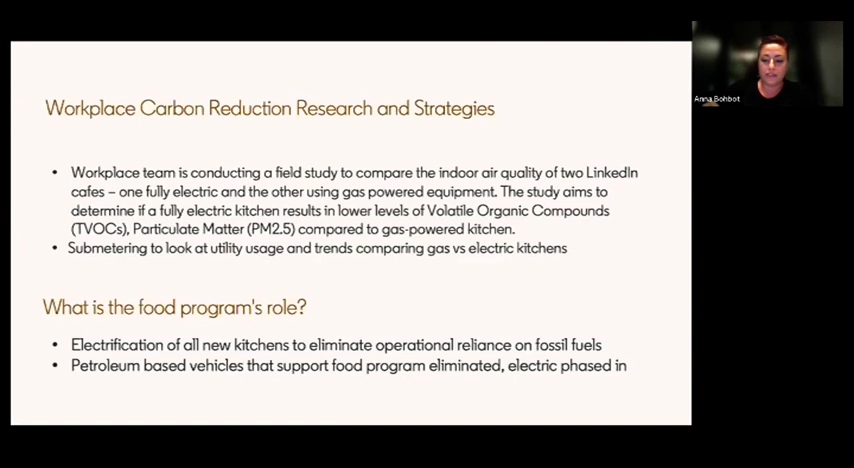 Workplace Carbon Reduction Research and Strategies
• Workplace team is conducting a field study to compare the indoor air quality of two LinkedIn
cafes – one fully electric and the other using gas powered equipment. The study aims to
determine if a fully electric kitchen results in lower levels of Volatile Organic Compounds
(TVOCs), Particulate Matter (PM2.5) compared to gas-powered kitchen.
• Submetering to look at utility usage and trends comparing gas vs electric kitchens
What is the food program's role?
• Electrification of all new kitchens to eliminate operational reliance on fossil fuels
• Petroleum based vehicles that support food program eliminated, electric phased in
Anna Bohbot